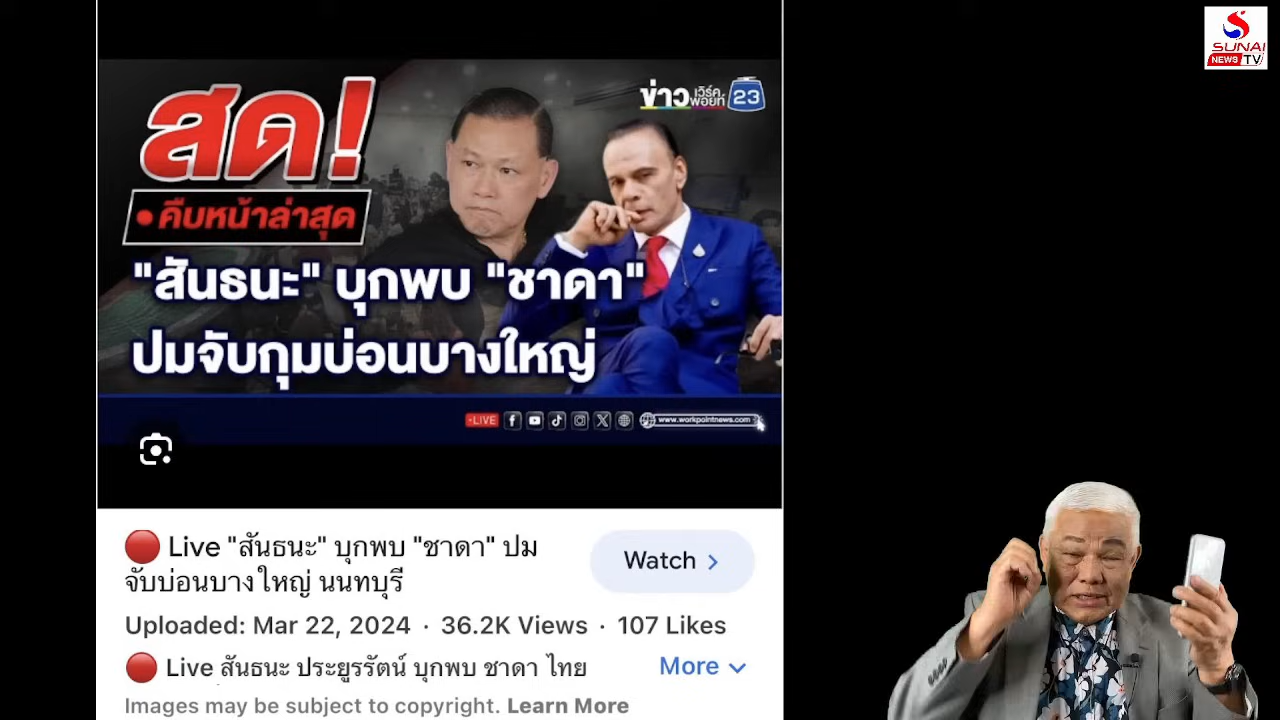 SUNAI
NEWS TV
สด!
ข่าวเวิร์คพอยท์ 23
• คืบหน้าล่าสุด
"สันธนะ" บุกพบ "ชาดา"
ปมจับกุมบ่อนบางใหญ่
LIVE
www.workpointnews.com
🔴 Live "สันธนะ" บุกพบ "ชาดา" ปม
จับบ่อนบางใหญ่ นนทบุรี
Watch >
Uploaded: Mar 22, 2024 · 36.2K Views · 107 Likes
🔴 Live สันธนะ ประยูรรัตน์ บุกพบ ชาดา ไทย
More
Images may be subject to copyright. Learn More